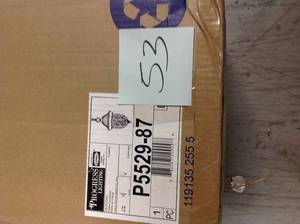 53
PROGRESS
LIGHTING
P5529-87
1
PC
119135 255 5